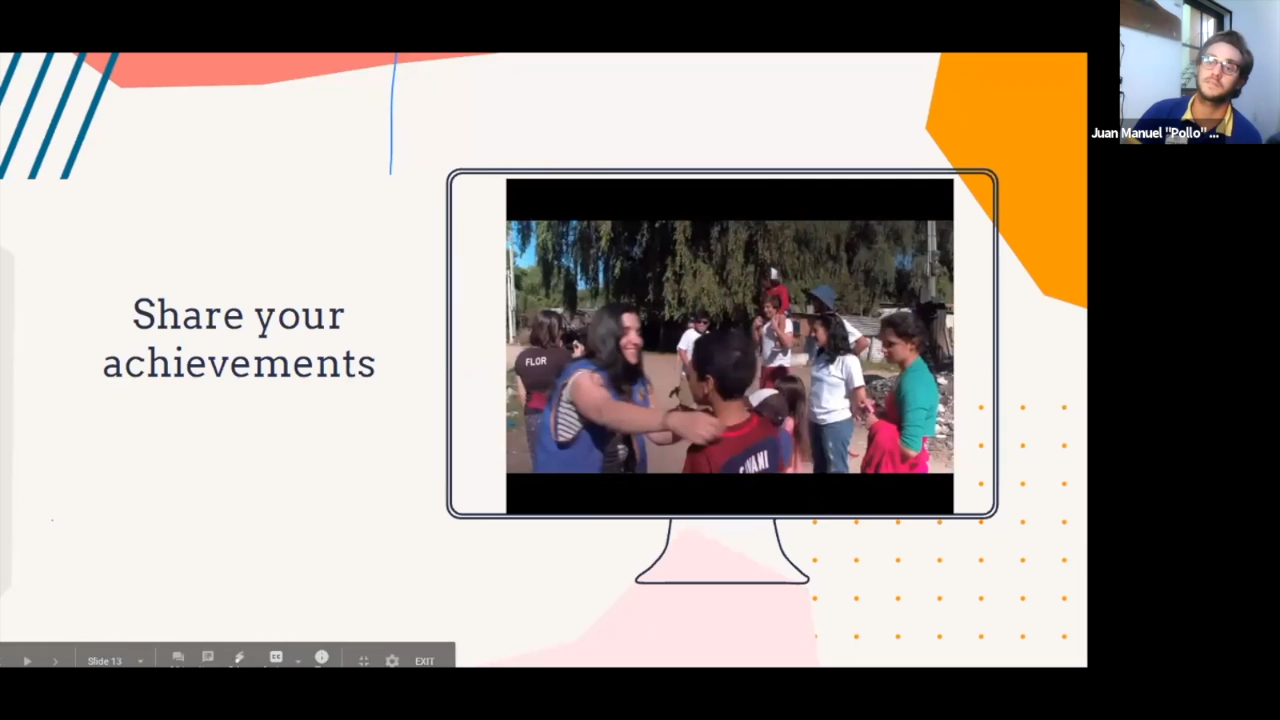 Juan Manuel "Pollo" ...
Share your
achievements
FLOR
Slide 13
EXIT